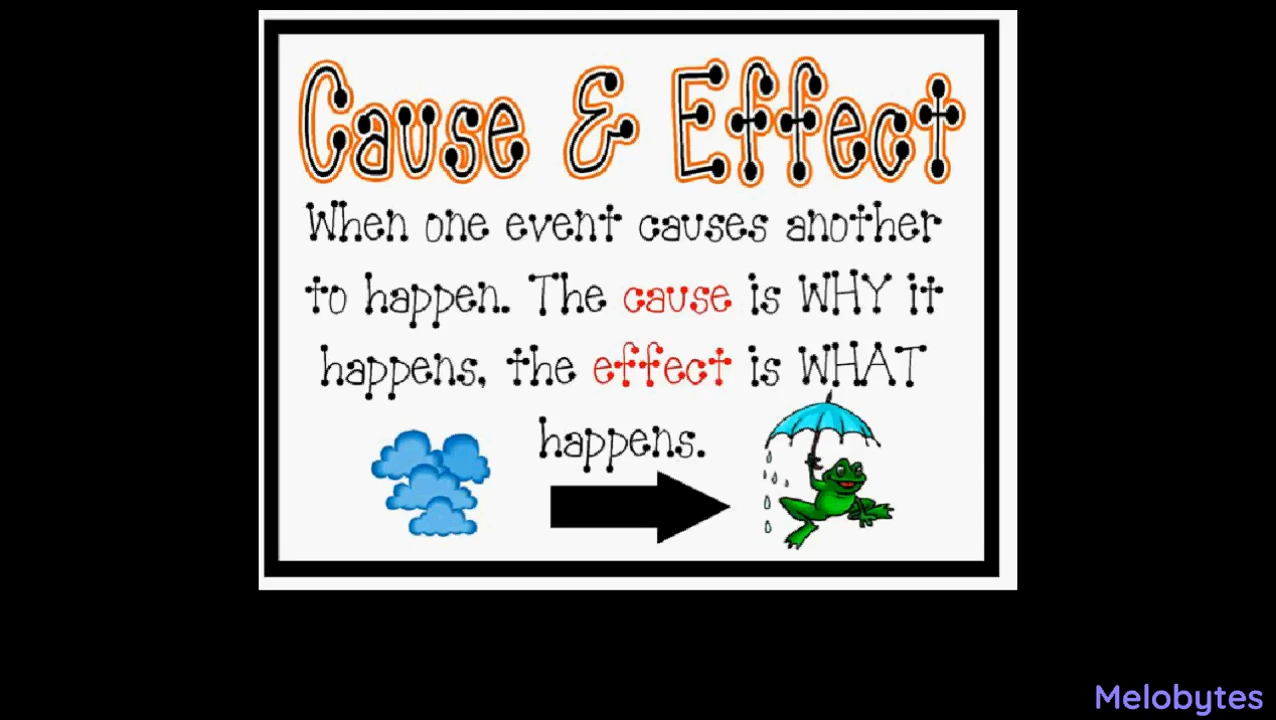 Cause & Effect
When one event causes another
to happen. The cause is WHY it
happens, the effect is WHAT
happens.
Melobytes